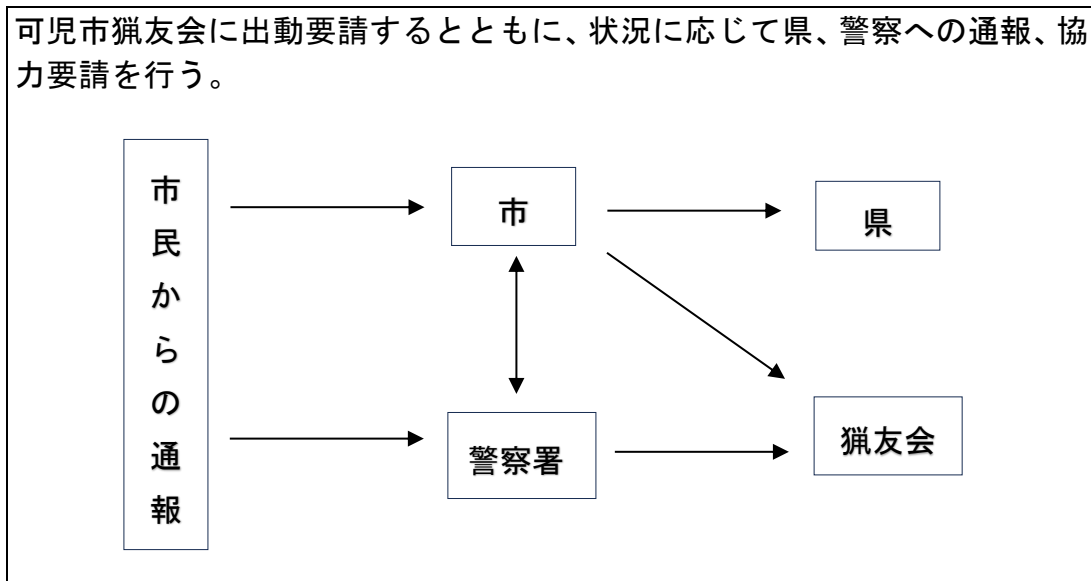 可児市猟友会に出動要請するとともに、状況に応じて県、警察への通報、協
力要請を行う。
市民からの通報
市
県
警察署
猟友会